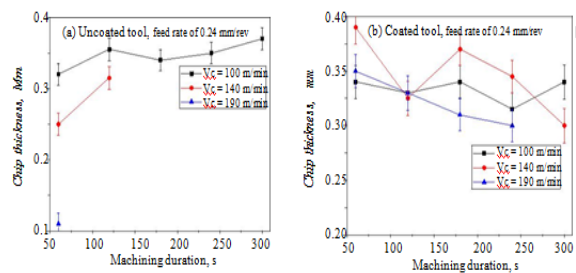 (a) Uncoated tool, feed rate of 0.24 mm/rev
Vc = 100 m/min
Vc = 140 m/min
Vc = 190 m/min
Chip thickness, Mm
0.4
0.3
0.2
0.1
50 100 150 200 250 300
Machining duration, s
(b) Coated tool, feed rate of 0.24 mm/rev
Vc = 100 m/min
Vc = 140 m/min
Vc = 190 m/min
Chip thickness, mm
0.40
0.35
0.30
0.25
0.20
50 100 150 200 250 300
Machining duration, s